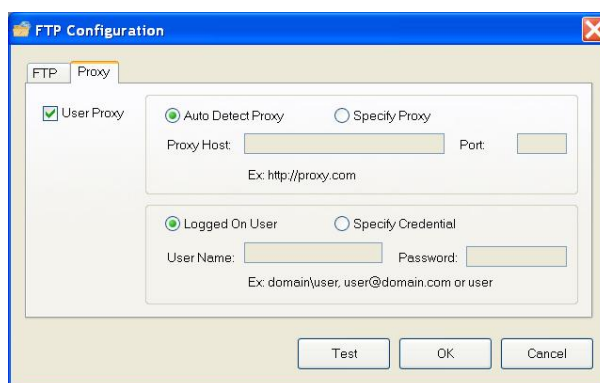 FTP Configuration
FTP Proxy
User Proxy
Auto Detect Proxy Specify Proxy
Proxy Host: Port:
Ex: http://proxy.com
Logged On User Specify Credential
User Name: Password:
Ex: domain\user, user@domain.com or user
Test OK Cancel